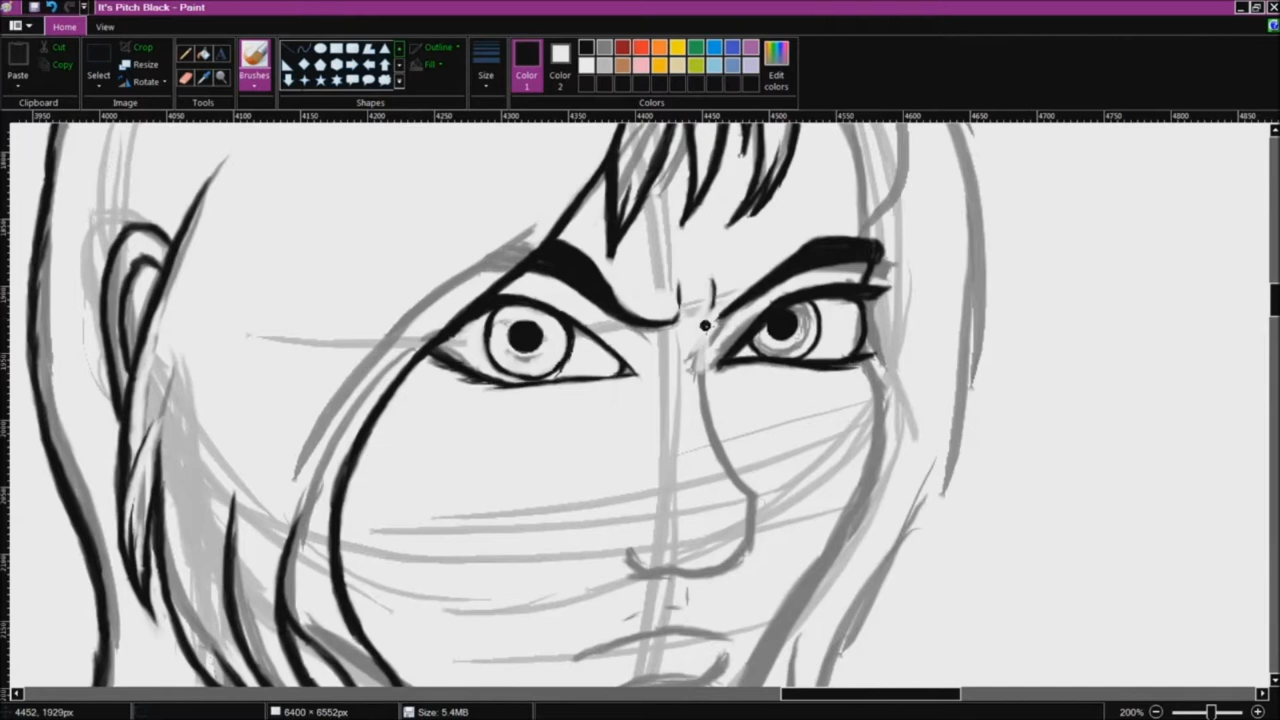 It's Pitch Black - Paint
Home View
Paste
Cut
Copy
Clipboard
Select
Crop
Resize
Rotate
Image
A
Tools
Brushes
Outline
Fill
Shapes
Size
Color 1
Color 2
Edit colors
Colors
3950 4000 4050 4100 4150 4200 4250 4300 4350 4400 4450 4500 4550 4600 4650 4700 4750 4800 4850
4452, 1929px
6400 × 6552px
Size: 5.4MB
200%